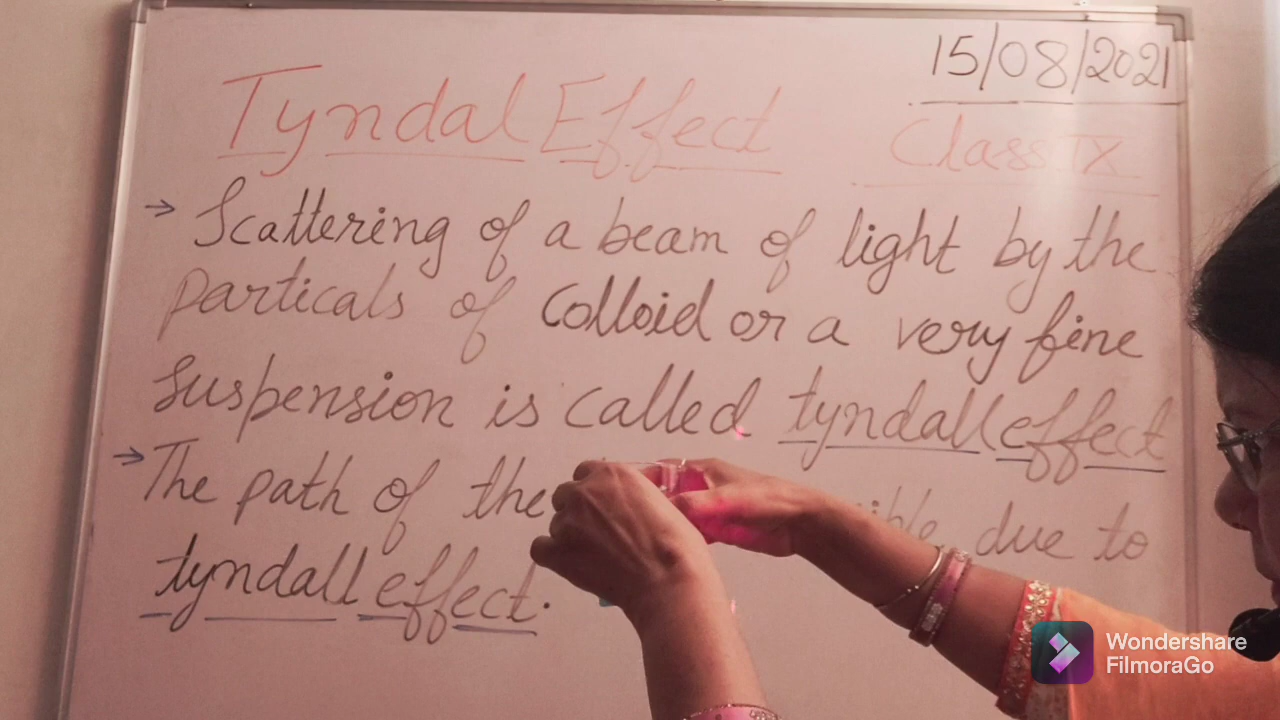 15/08/2021
Tyndal Effect
Class IX
→ Scattering of a beam of light by the
particals of Colloid or a very fine
Suspension is called tyndall effect
→ The path of the due to
tyndall effect.
Wondershare
FilmoraGo